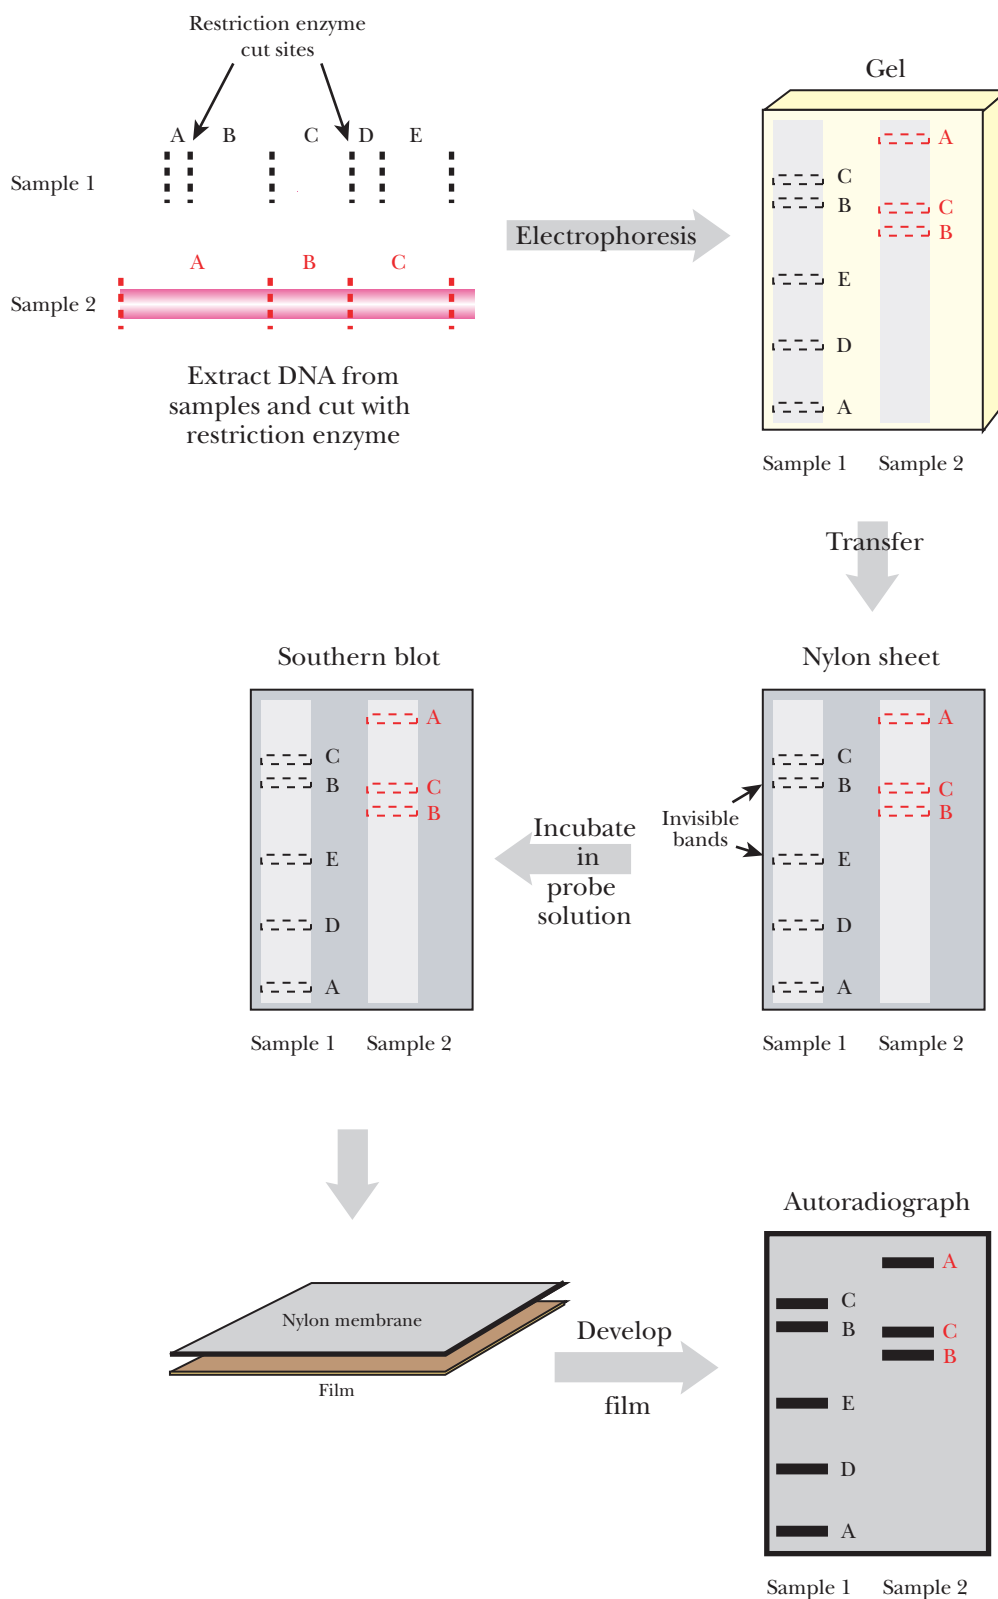 Restriction enzyme
cut sites
A B C D E
Sample 1
A B C
Sample 2
Extract DNA from
samples and cut with
restriction enzyme
Electrophoresis
Gel
A
C
B
C
B
E
D
A
Sample 1 Sample 2
Transfer
Southern blot
A
C
B
C
B
E
D
A
Sample 1 Sample 2
Incubate
in
probe
solution
Nylon sheet
A
C
B
C
B
Invisible
bands
E
D
A
Sample 1 Sample 2
Nylon membrane
Film
Develop
film
Autoradiograph
A
C
B
C
B
E
D
A
Sample 1 Sample 2